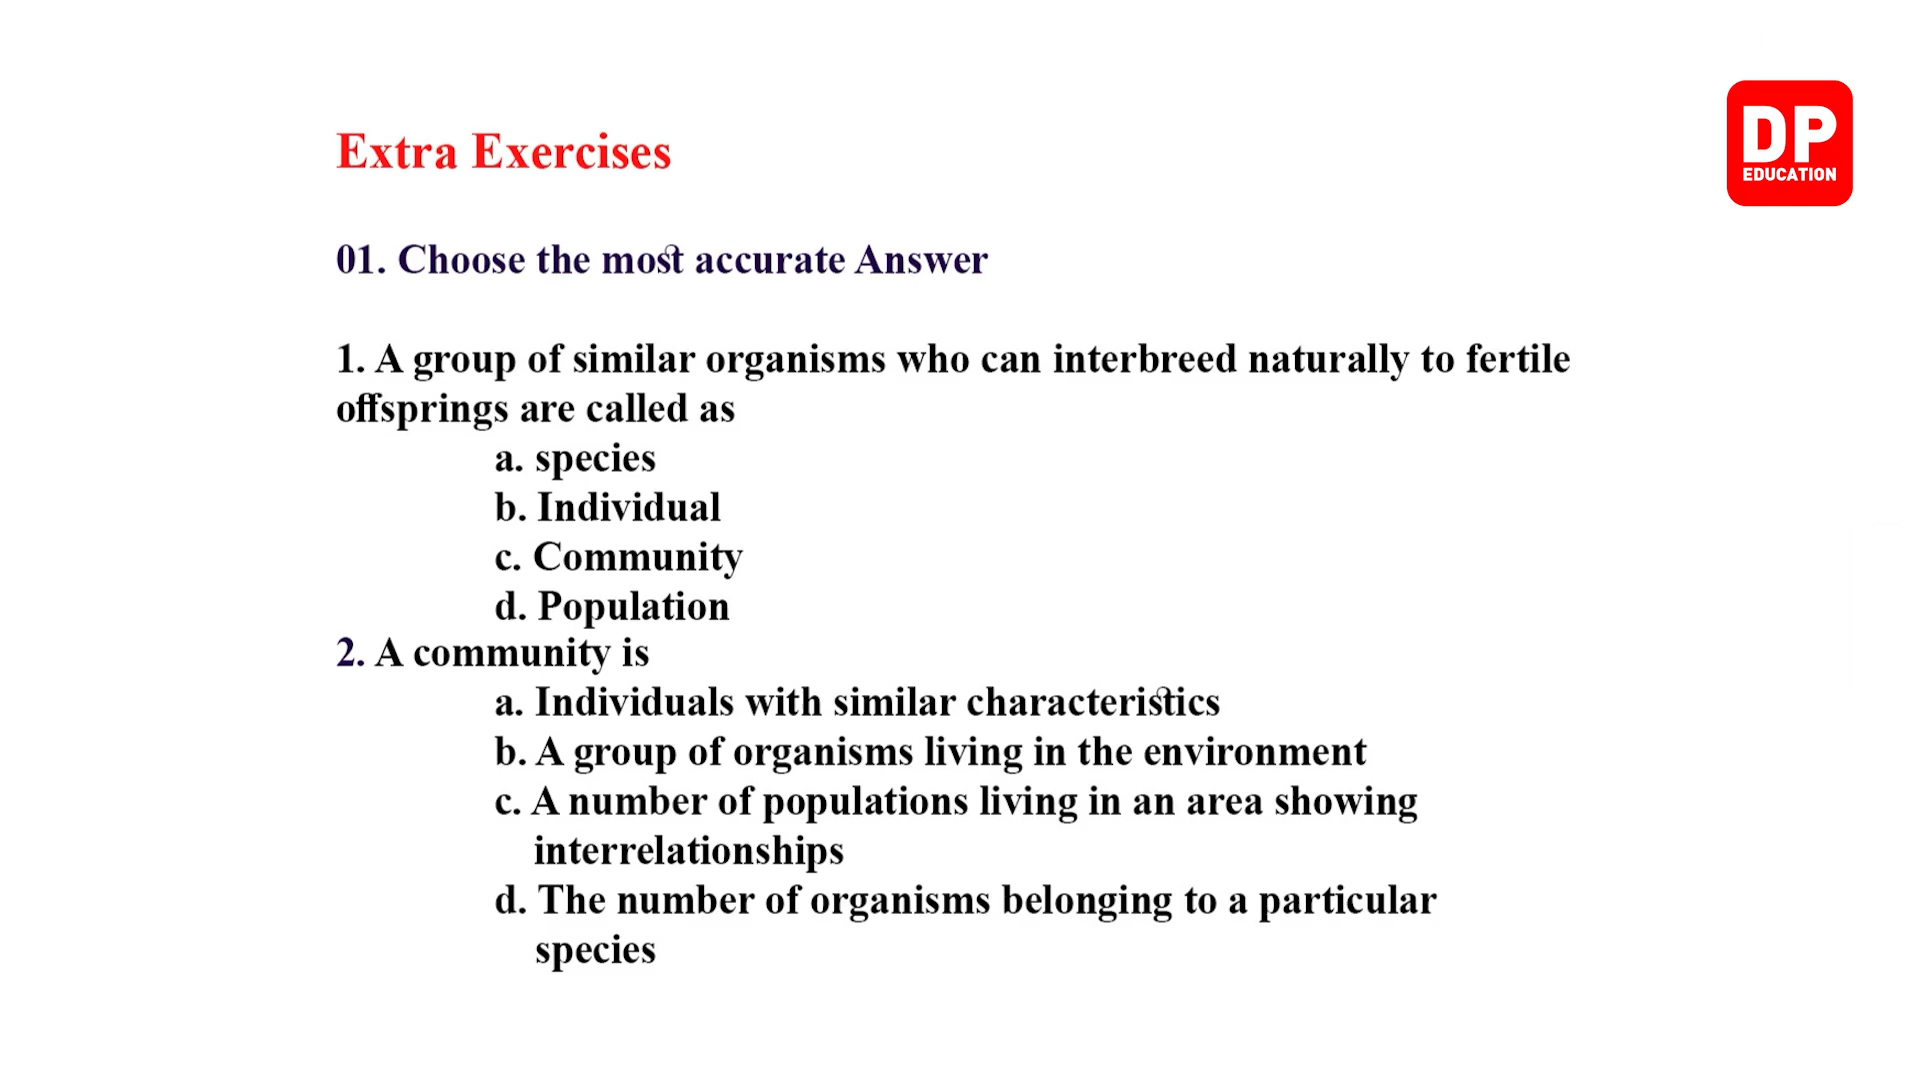 DP
EDUCATION
Extra Exercises
01. Choose the most accurate Answer
1. A group of similar organisms who can interbreed naturally to fertile
offsprings are called as
a. species
b. Individual
c. Community
d. Population
2. A community is
a. Individuals with similar characteristics
b. A group of organisms living in the environment
c. A number of populations living in an area showing
interrelationships
d. The number of organisms belonging to a particular
species